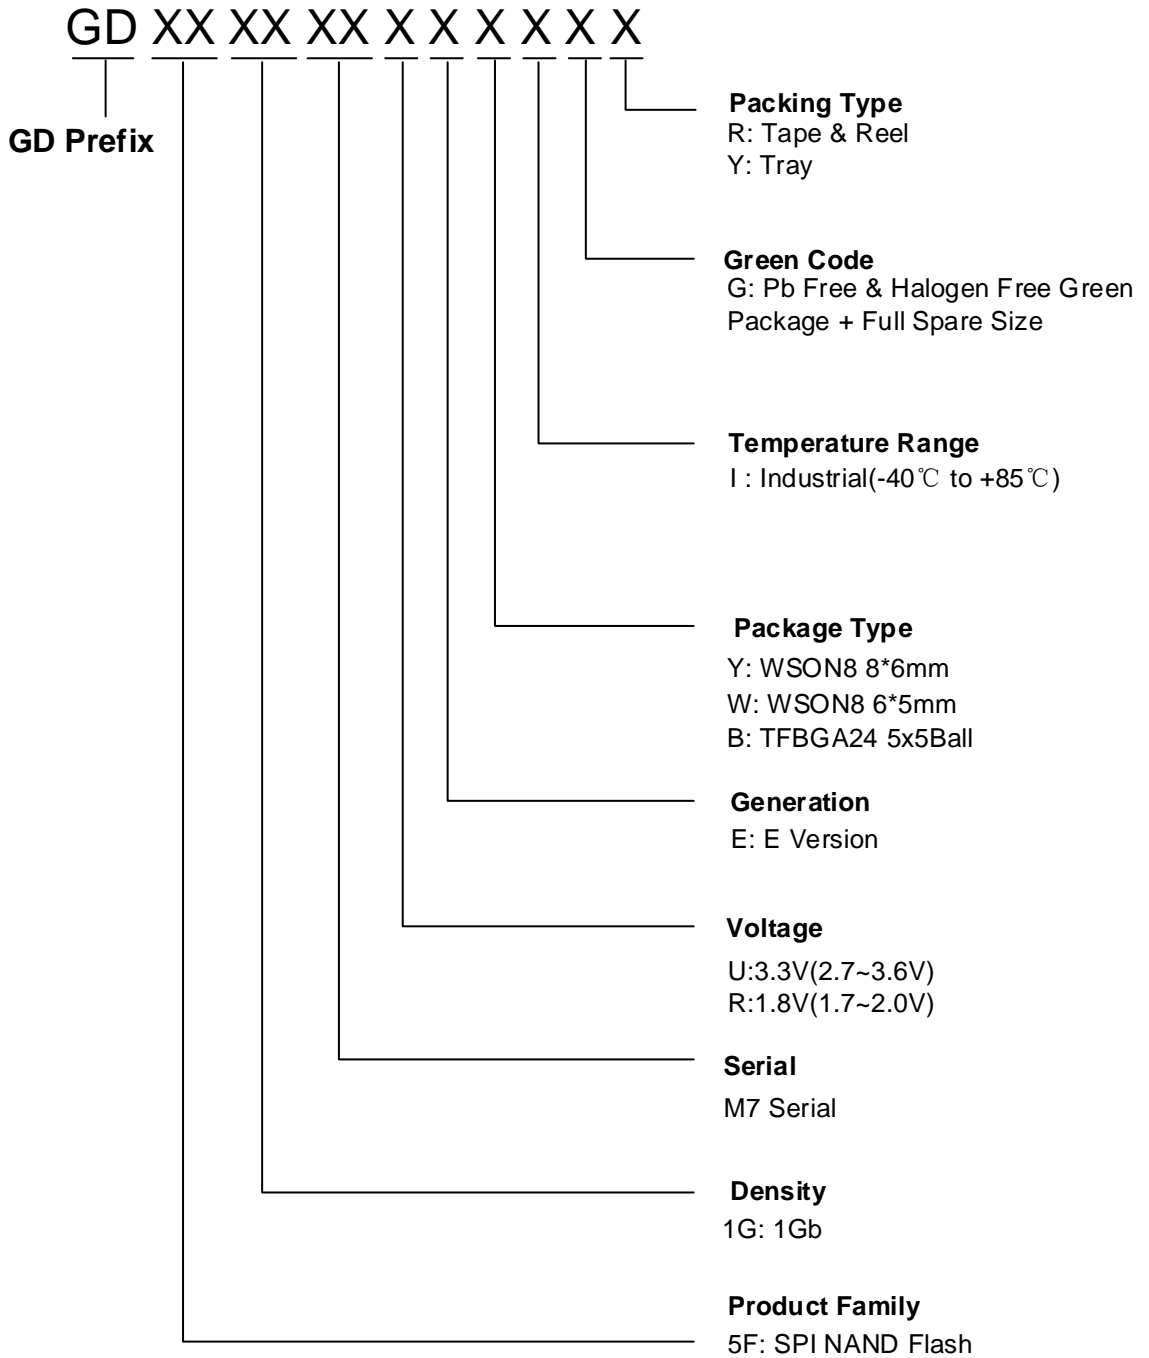 GD XX XX XX X X X X X X
GD Prefix
Packing Type
R: Tape & Reel
Y: Tray
Green Code
G: Pb Free & Halogen Free Green
Package + Full Spare Size
Temperature Range
I : Industrial(-40℃ to +85℃)
Package Type
Y: WSON8 8*6mm
W: WSON8 6*5mm
B: TFBGA24 5x5Ball
Generation
E: E Version
Voltage
U:3.3V(2.7~3.6V)
R:1.8V(1.7~2.0V)
Serial
M7 Serial
Density
1G: 1Gb
Product Family
5F: SPI NAND Flash